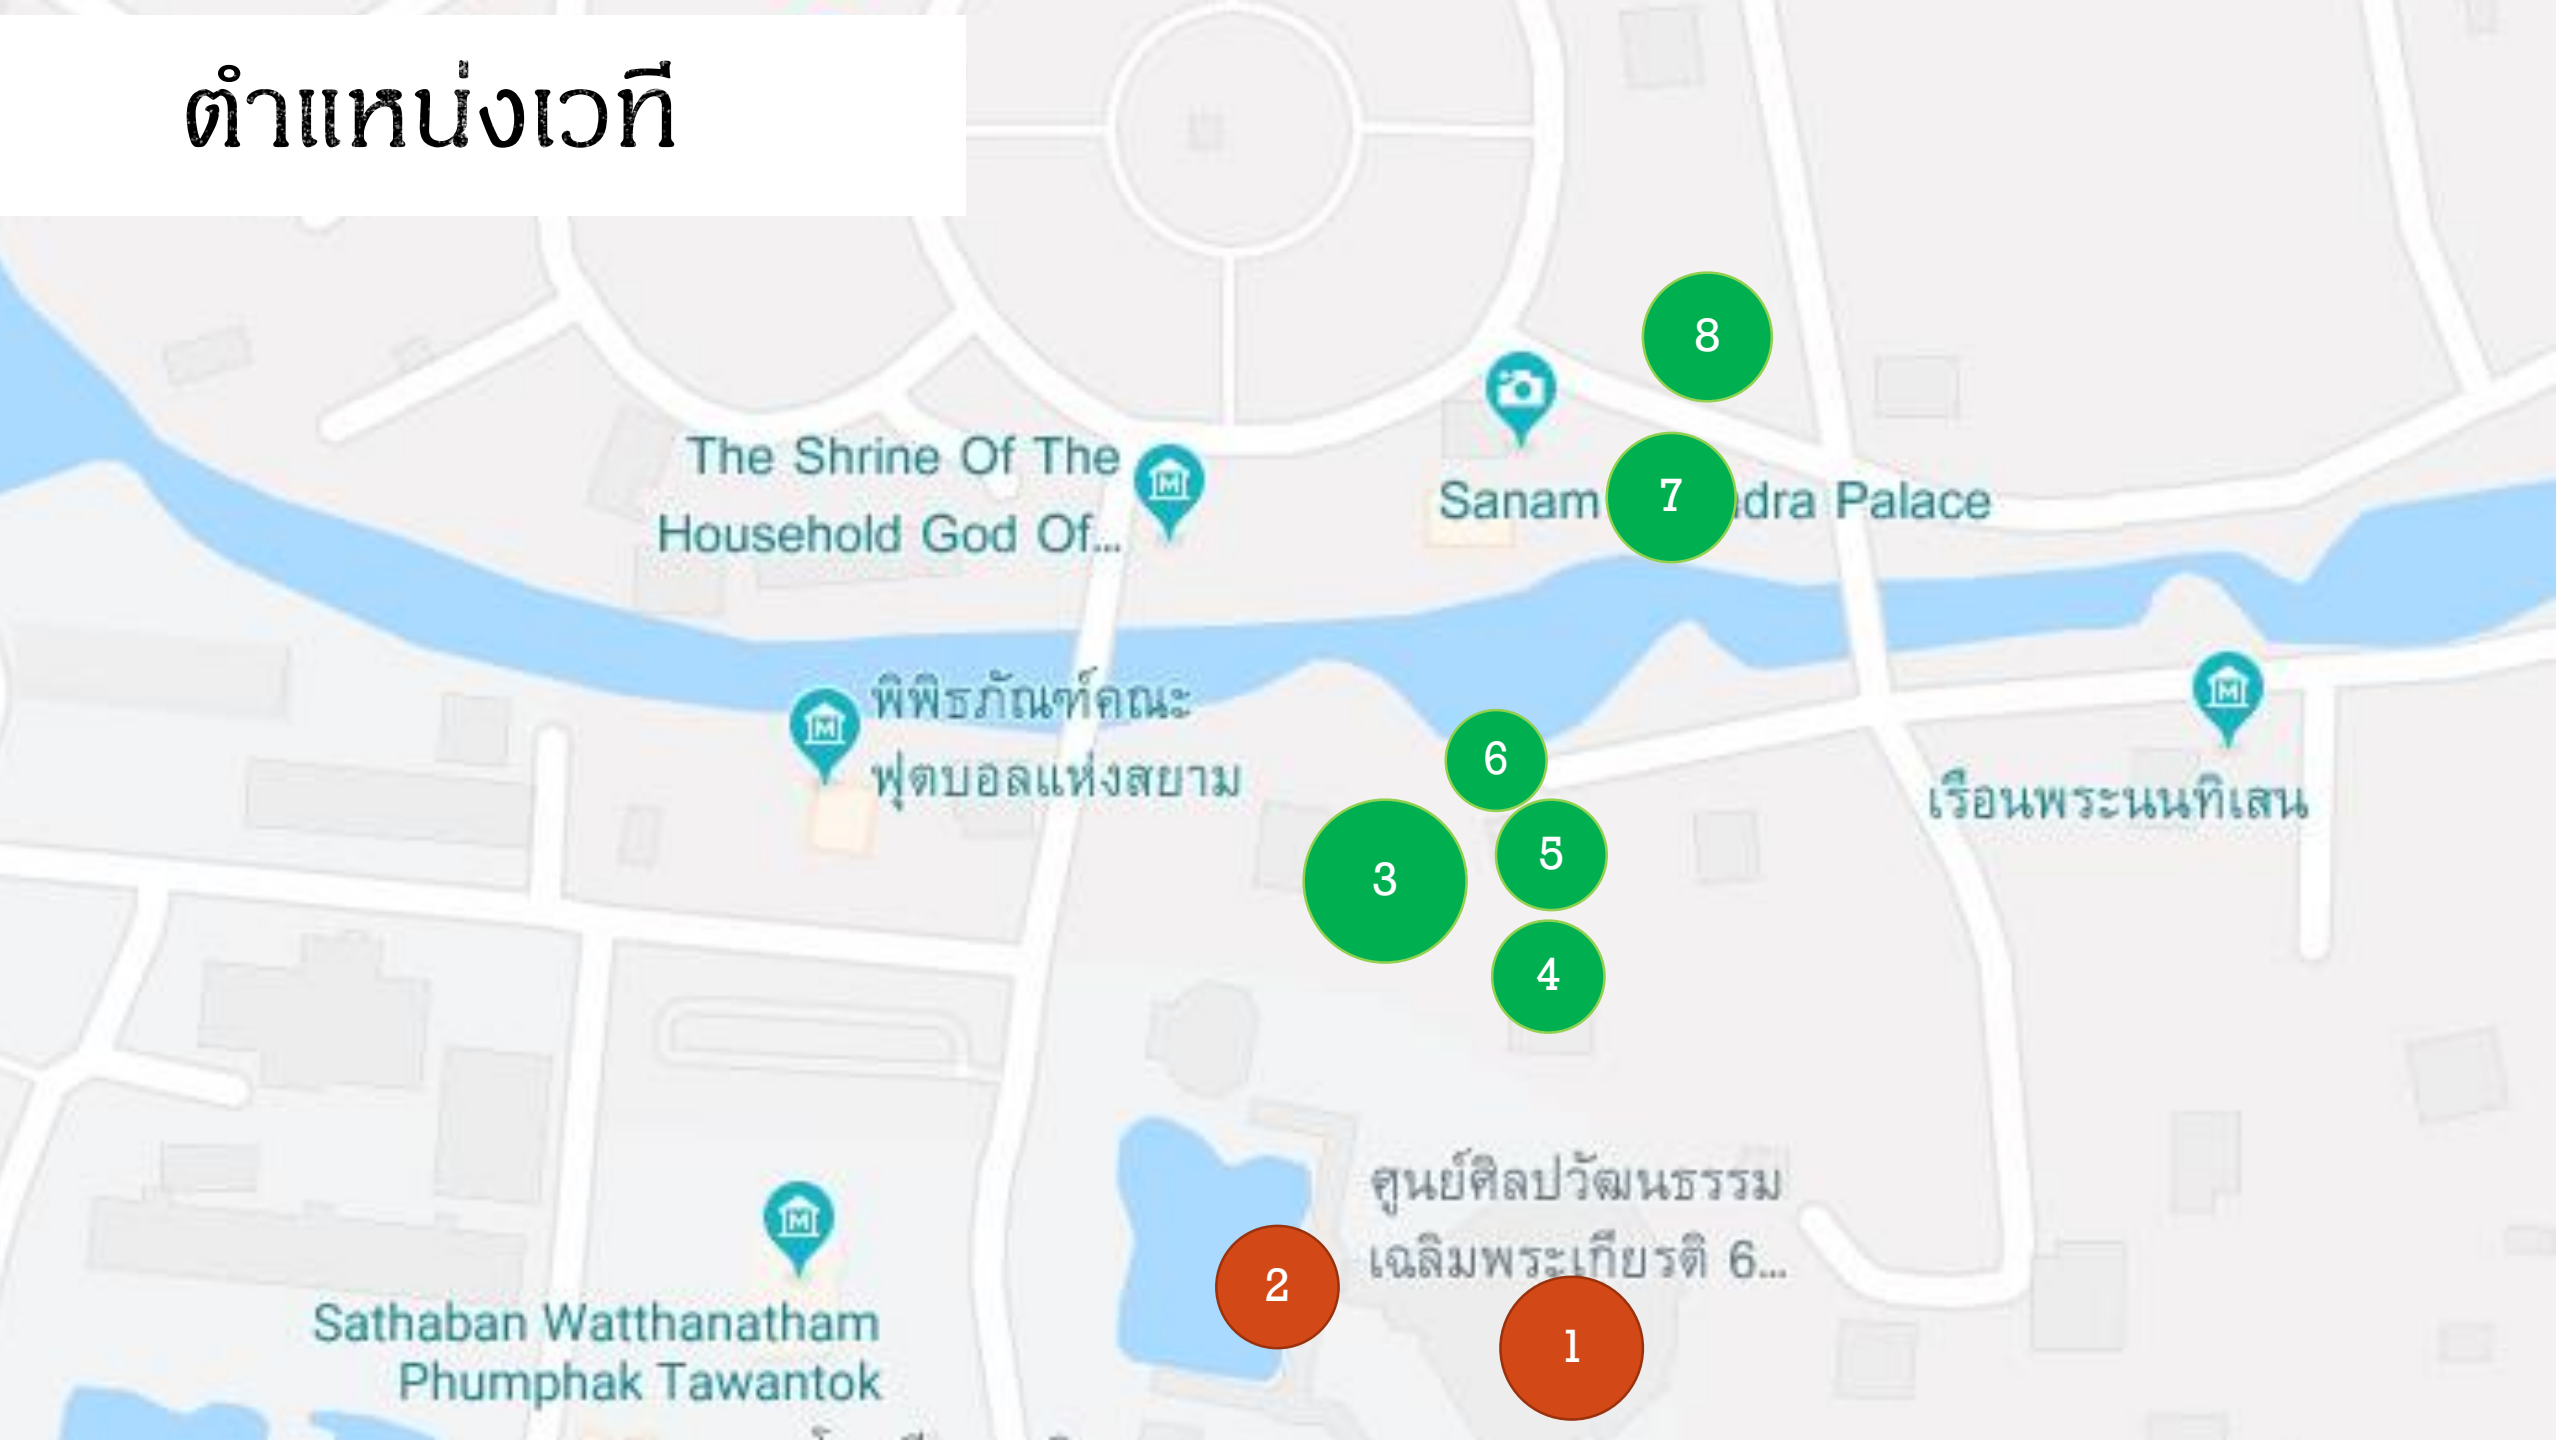 ตำแหน่งเวที
8
The Shrine Of The
Household God Of...
Sanam
7
dra Palace
พิพิธภัณฑ์คณะ
ฟุตบอลแห่งสยาม
6
เรือนพระนนทิเสน
5
3
4
ศูนย์ศิลปวัฒนธรรม
เฉลิมพระเกียรติ 6...
2
1
Sathaban Watthanatham
Phumphak Tawantok